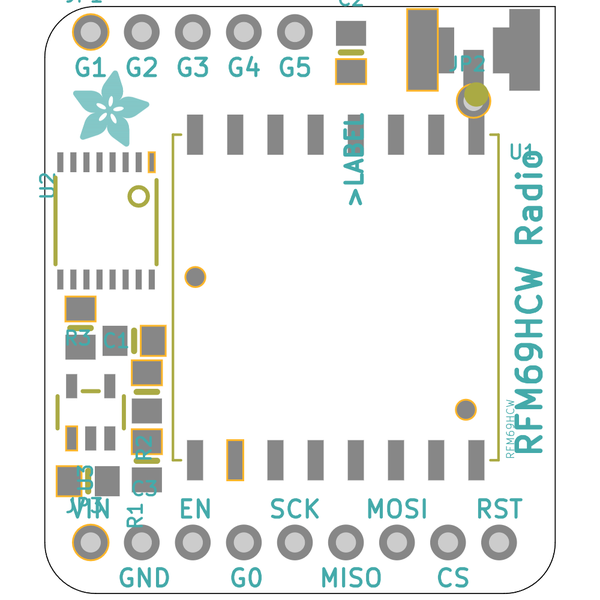 C2
G1 G2 G3 G4 G5
JP2
>LABEL
U1
U2
RFM69HCW Radio
RFM69HCW
R3
C1
R2
U3
C3
JP3
R1
VIN EN SCK MOSI RST
GND G0 MISO CS